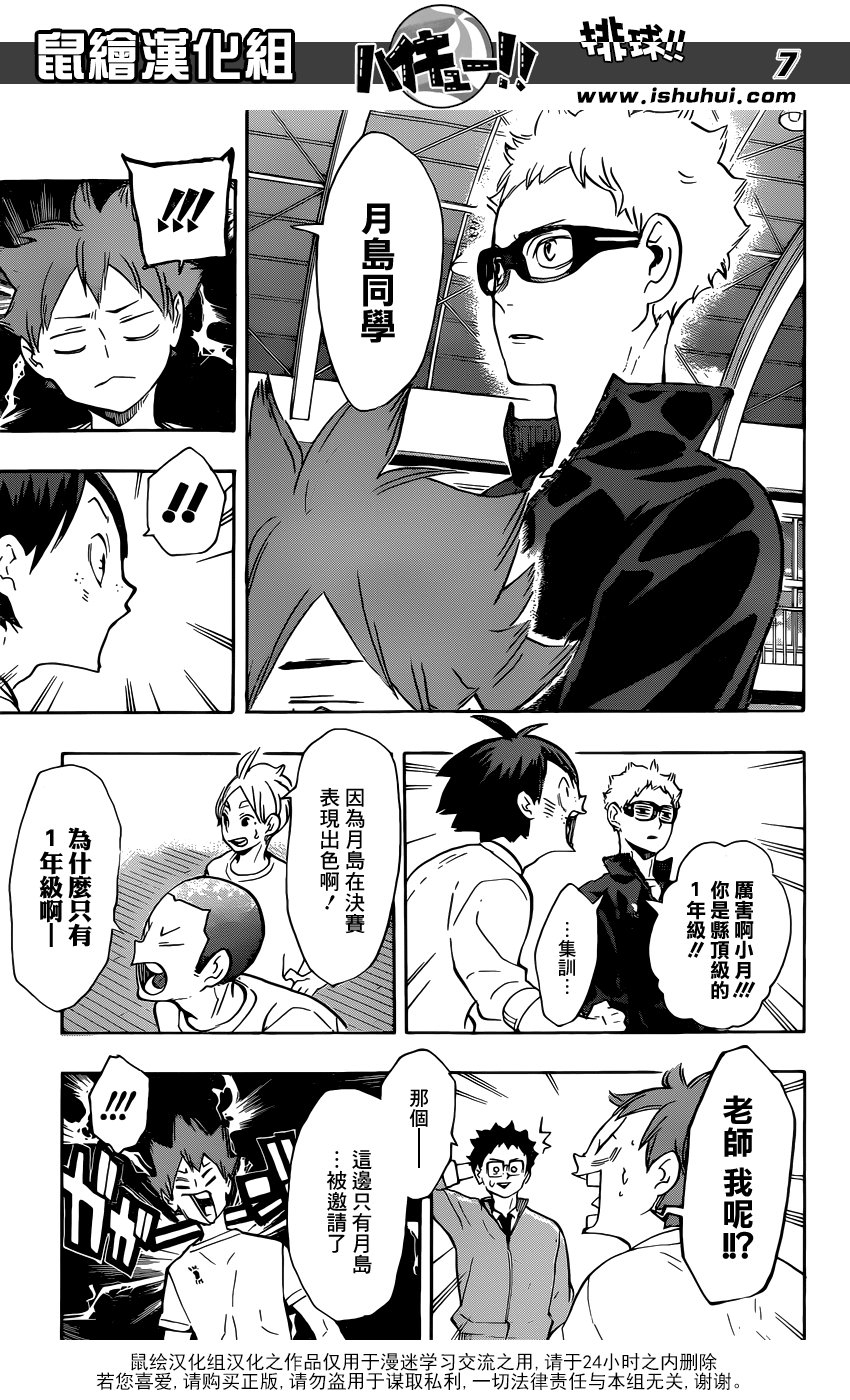 鼠繪漢化組
ハイキュー!!
排球!!
7
www.ishuhui.com
月島同學
!!!
!!
厲害啊小月!!!
你是縣頂級的
1年級!!
…集訓…
因為月島在決賽
表現出色啊!
為什麼只有
1年級啊—
老師 我呢!!?
那個—
這邊只有月島
…被邀請了
!!!
ガガーーン
鼠绘汉化组汉化之作品仅用于漫迷学习交流之用, 请于24小时之内删除
若您喜爱, 请购买正版, 请勿盗用于谋取私利, 一切法律责任与本组无关, 谢谢。